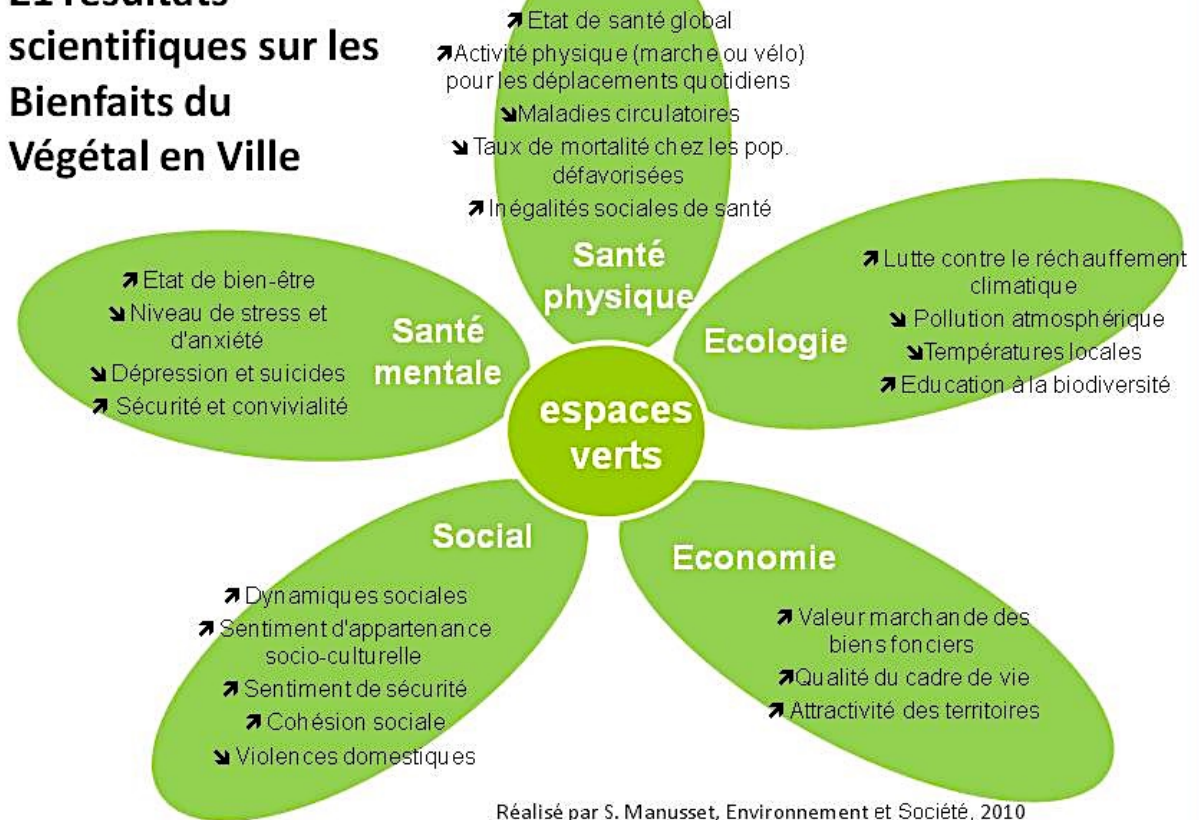 21 résultats
scientifiques sur les
Bienfaits du
Végétal en Ville
↗ Etat de santé global
↗Activité physique (marche ou vélo)
pour les déplacements quotidiens
↘Maladies circulatoires
↘ Taux de mortalité chez les pop.
défavorisées
↗ Inégalités sociales de santé
Santé
physique
↗ Etat de bien-être
↘ Niveau de stress et
d'anxiété
↘ Dépression et suicides
↗ Sécurité et convivialité
Santé
mentale
Ecologie
↗ Lutte contre le réchauffement
climatique
↘ Pollution atmosphérique
↘Températures locales
↗ Education à la biodiversité
espaces
verts
Social
↗ Dynamiques sociales
↗ Sentiment d'appartenance
socio-culturelle
↗ Sentiment de sécurité
↗ Cohésion sociale
↘ Violences domestiques
Economie
↗ Valeur marchande des
biens fonciers
↗Qualité du cadre de vie
↗ Attractivité des territoires
Réalisé par S. Manusset, Environnement et Société, 2010